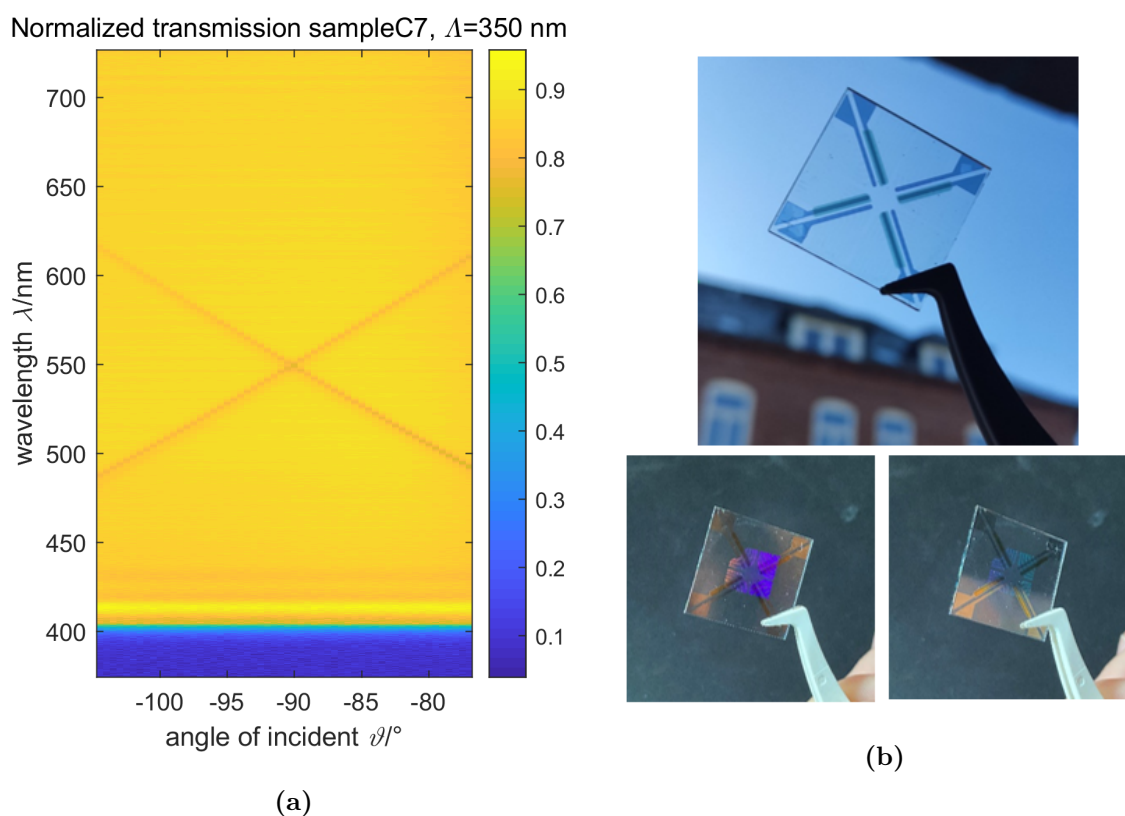 Normalized transmission sampleC7, Λ=350 nm
wavelength λ/nm
700
650
600
550
500
450
400
-100 -95 -90 -85 -80
angle of incident ϑ/°
0.9
0.8
0.7
0.6
0.5
0.4
0.3
0.2
0.1
(a)
(b)